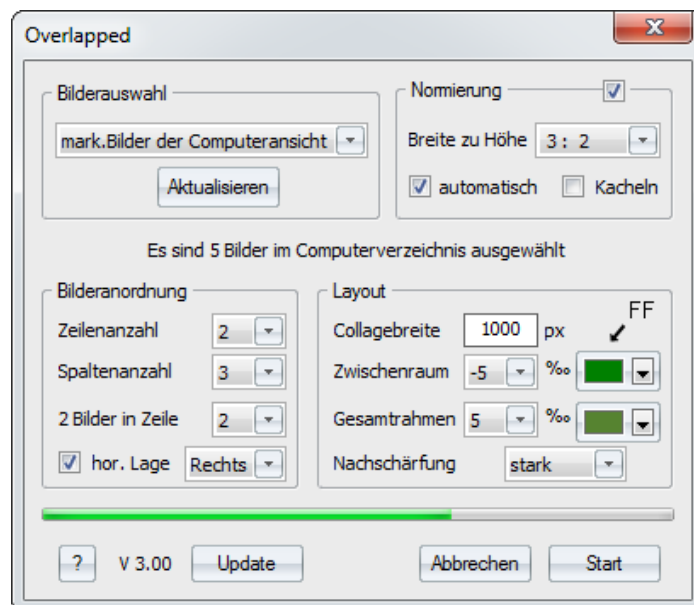 Overlapped
Bilderauswahl
mark.Bilder der Computeransicht
Aktualisieren
Normierung
Breite zu Höhe 3 : 2
automatisch Kacheln
Es sind 5 Bilder im Computerverzeichnis ausgewählt
Bilderanordnung
Zeilenanzahl 2
Spaltenanzahl 3
2 Bilder in Zeile 2
hor. Lage Rechts
Layout
FF
Collagebreite 1000 px
Zwischenraum -5 ‰
Gesamtrahmen 5 ‰
Nachschärfung stark
? V 3.00 Update Abbrechen Start